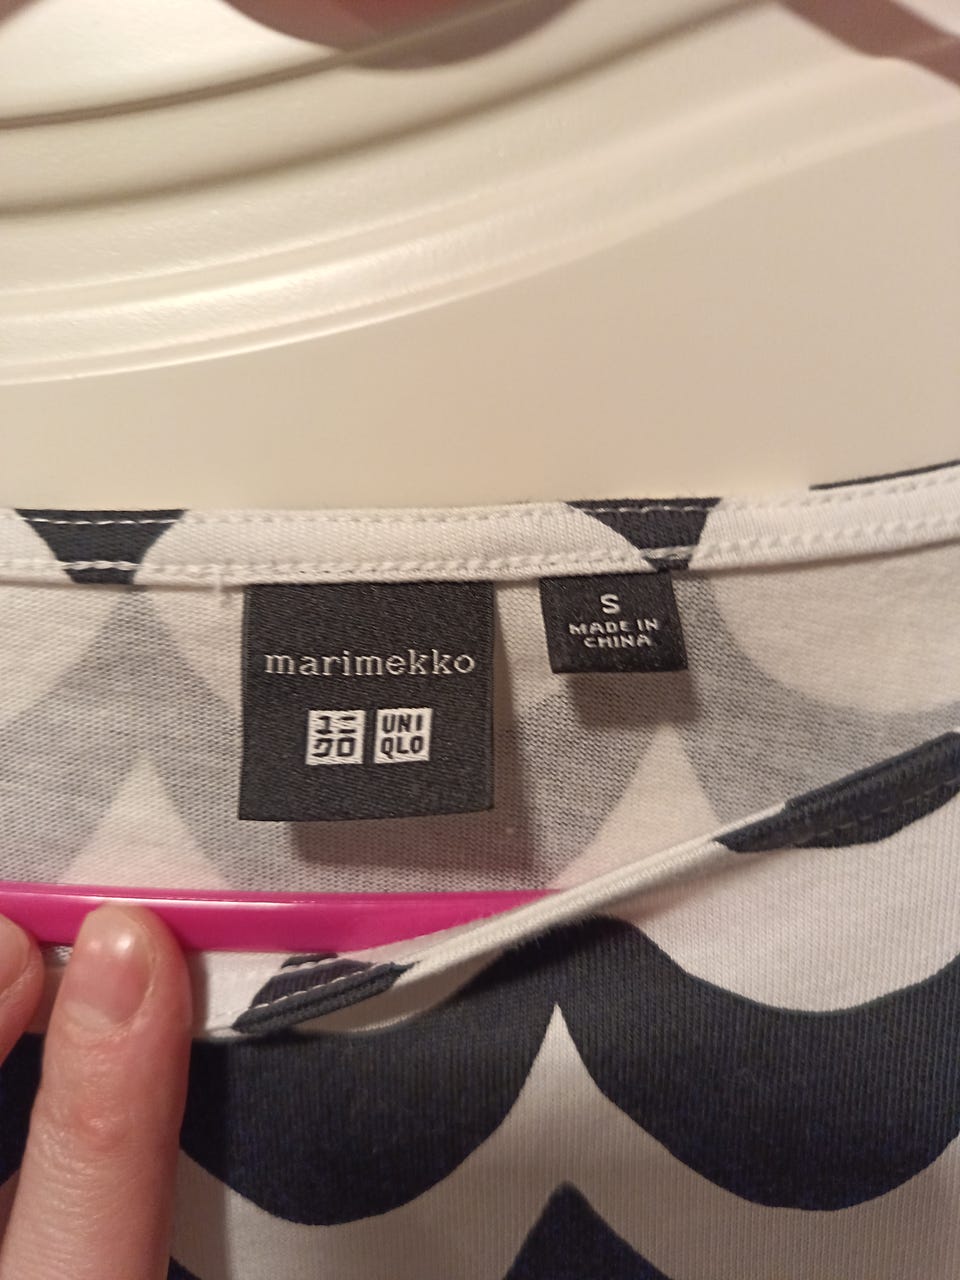 marimekko
ユニ UNI
クロ QLO
S
MADE IN
CHINA